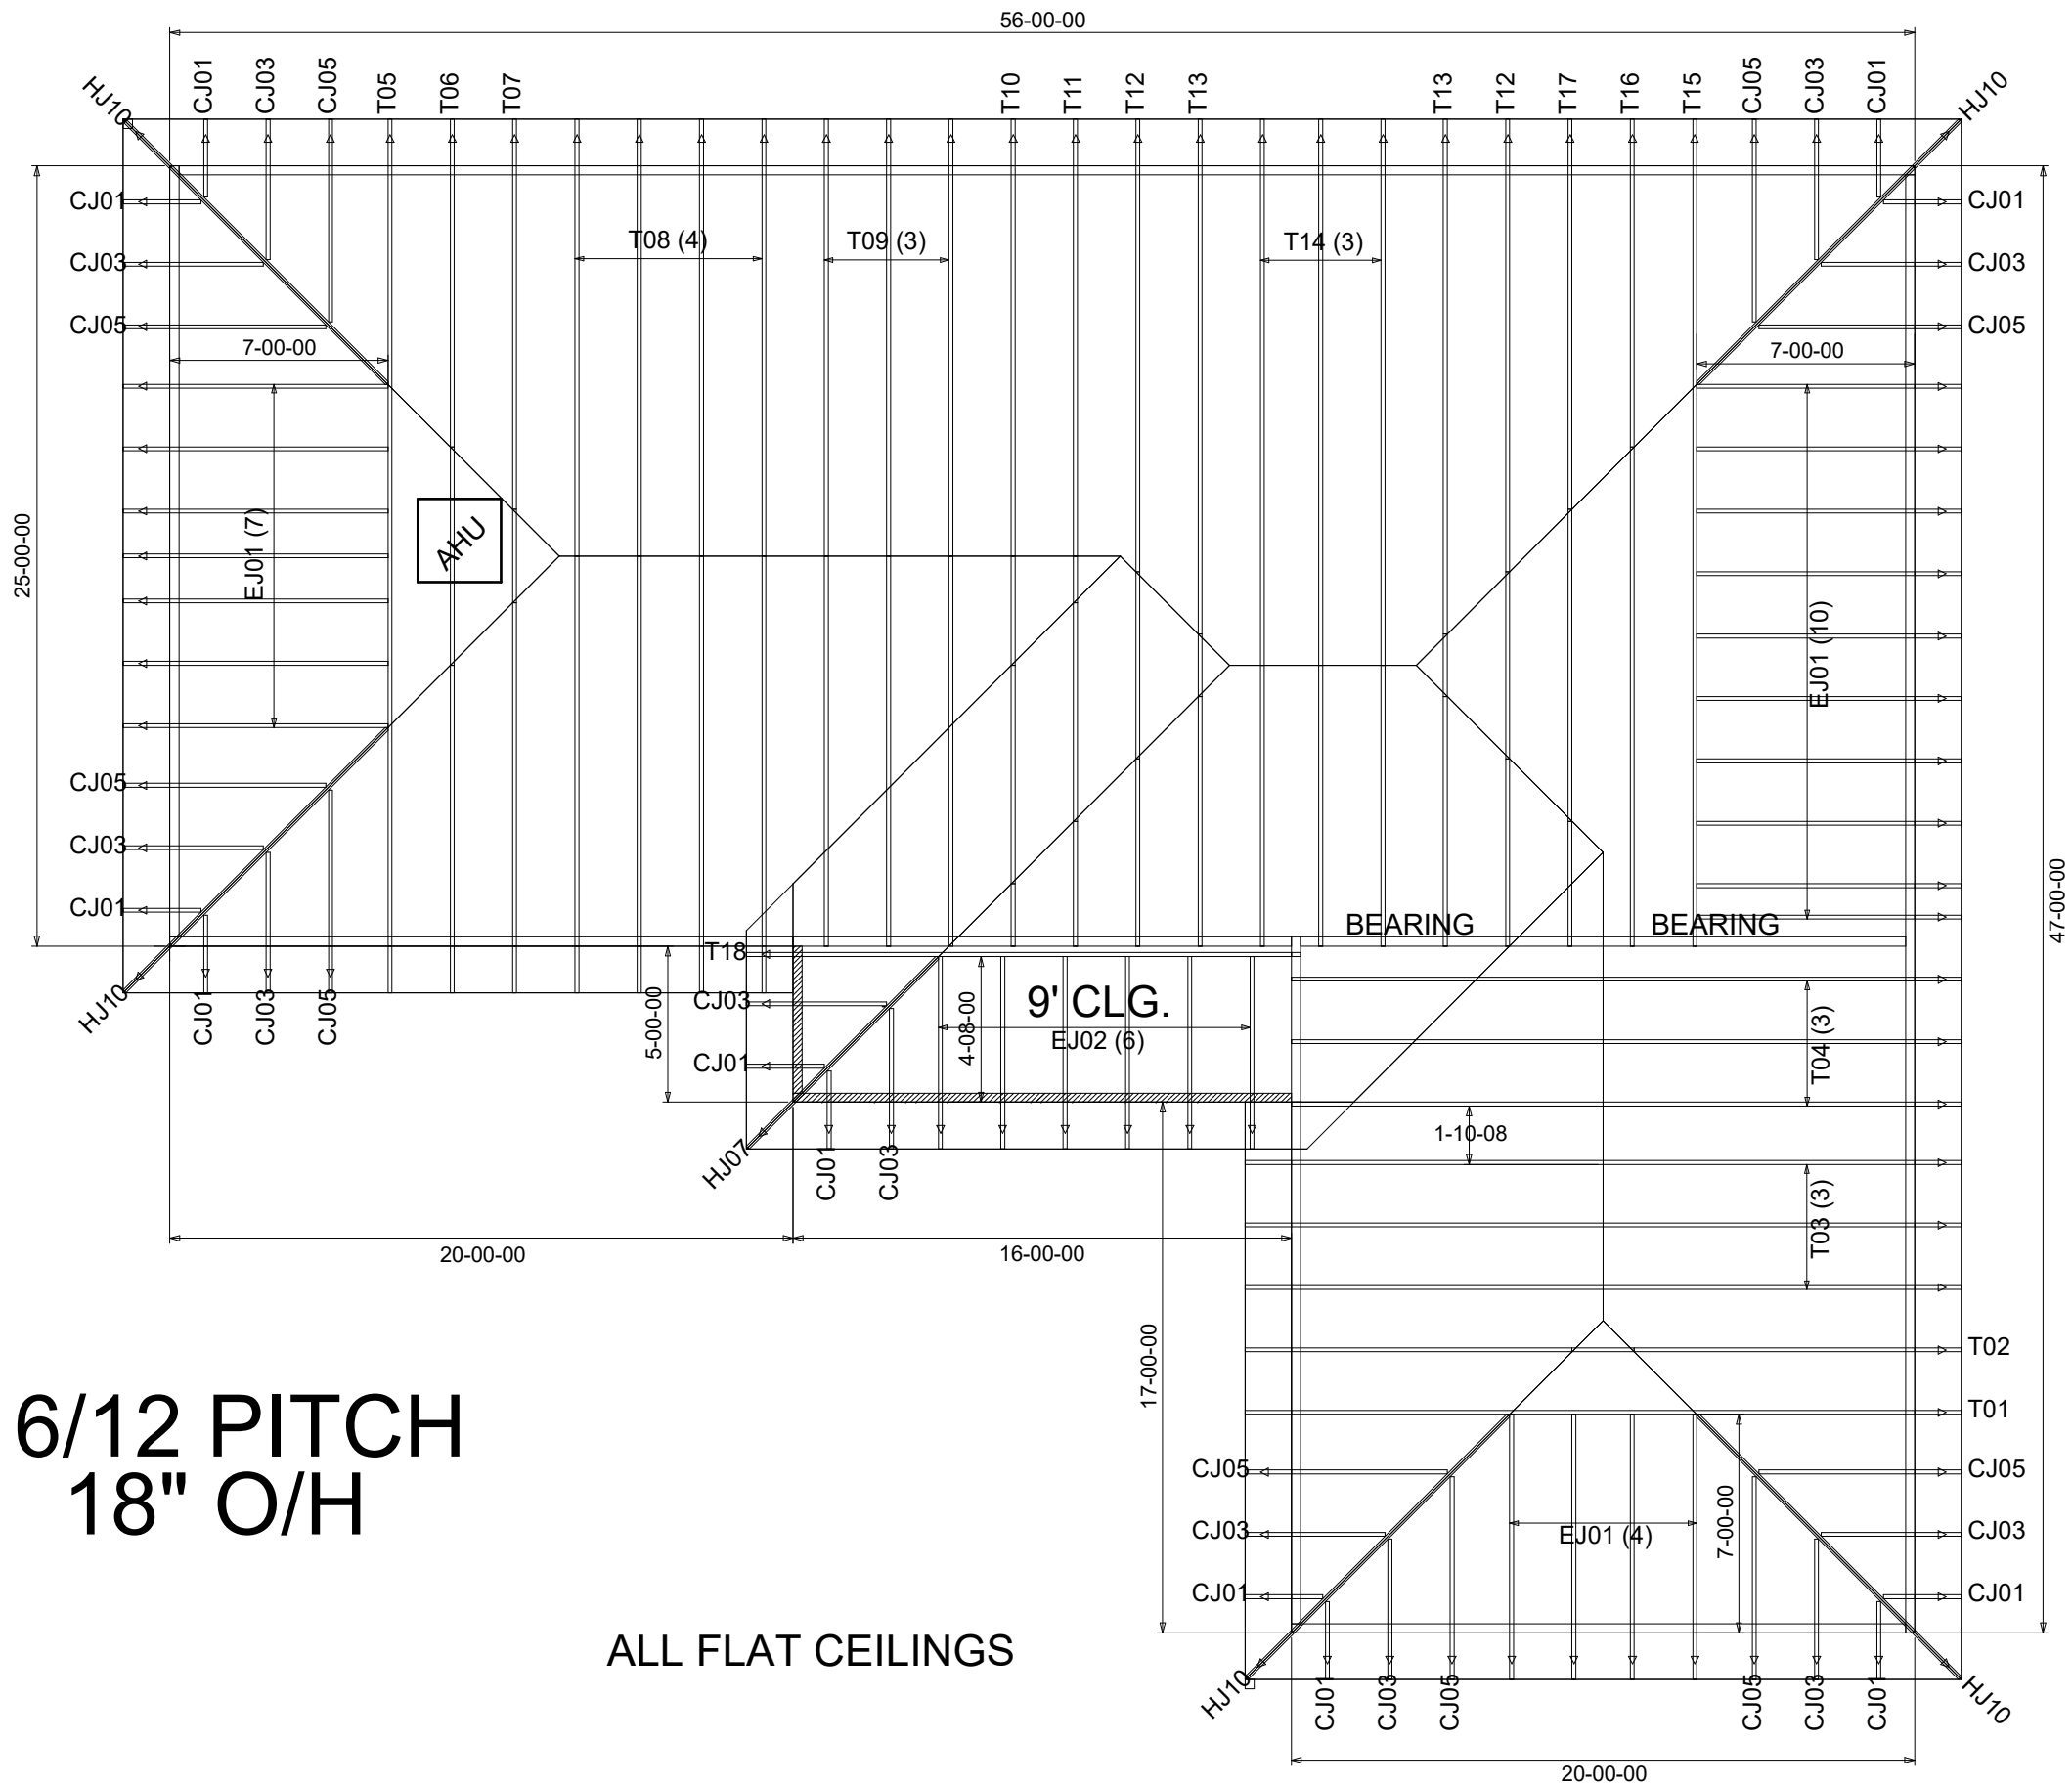 56-00-00
HJ10
CJ01
CJ03
CJ05
T05
T06
T07
T10
T11
T12
T13
T13
T12
T17
T16
T15
CJ05
CJ03
CJ01
HJ10
CJ01
CJ01
T08 (4)
T09 (3)
T14 (3)
CJ03
CJ03
CJ05
CJ05
7-00-00
7-00-00
25-00-00
EJ01 (7)
AHU
EJ01 (10)
47-00-00
CJ05
CJ03
CJ01
BEARING
BEARING
T18
HJ10
CJ01
CJ03
CJ05
5-00-00
CJ03
CJ01
4-08-00
9' CLG.
EJ02 (6)
T04 (3)
1-10-08
HJ07
CJ01
CJ03
T03 (3)
20-00-00
16-00-00
17-00-00
T02
T01
6/12 PITCH
18" O/H
CJ05
CJ05
CJ03
CJ03
EJ01 (4)
7-00-00
CJ01
CJ01
ALL FLAT CEILINGS
HJ10
CJ01
CJ03
CJ05
CJ05
CJ03
CJ01
HJ10
20-00-00